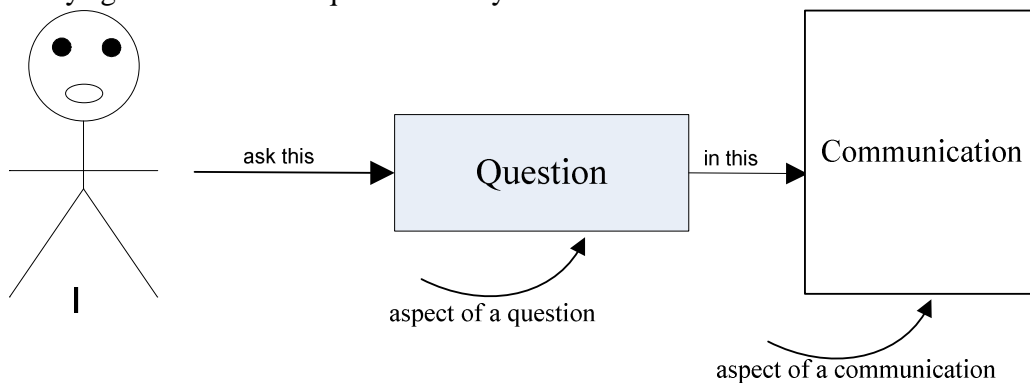 ask this
Question
in this
Communication
I
aspect of a question
aspect of a communication